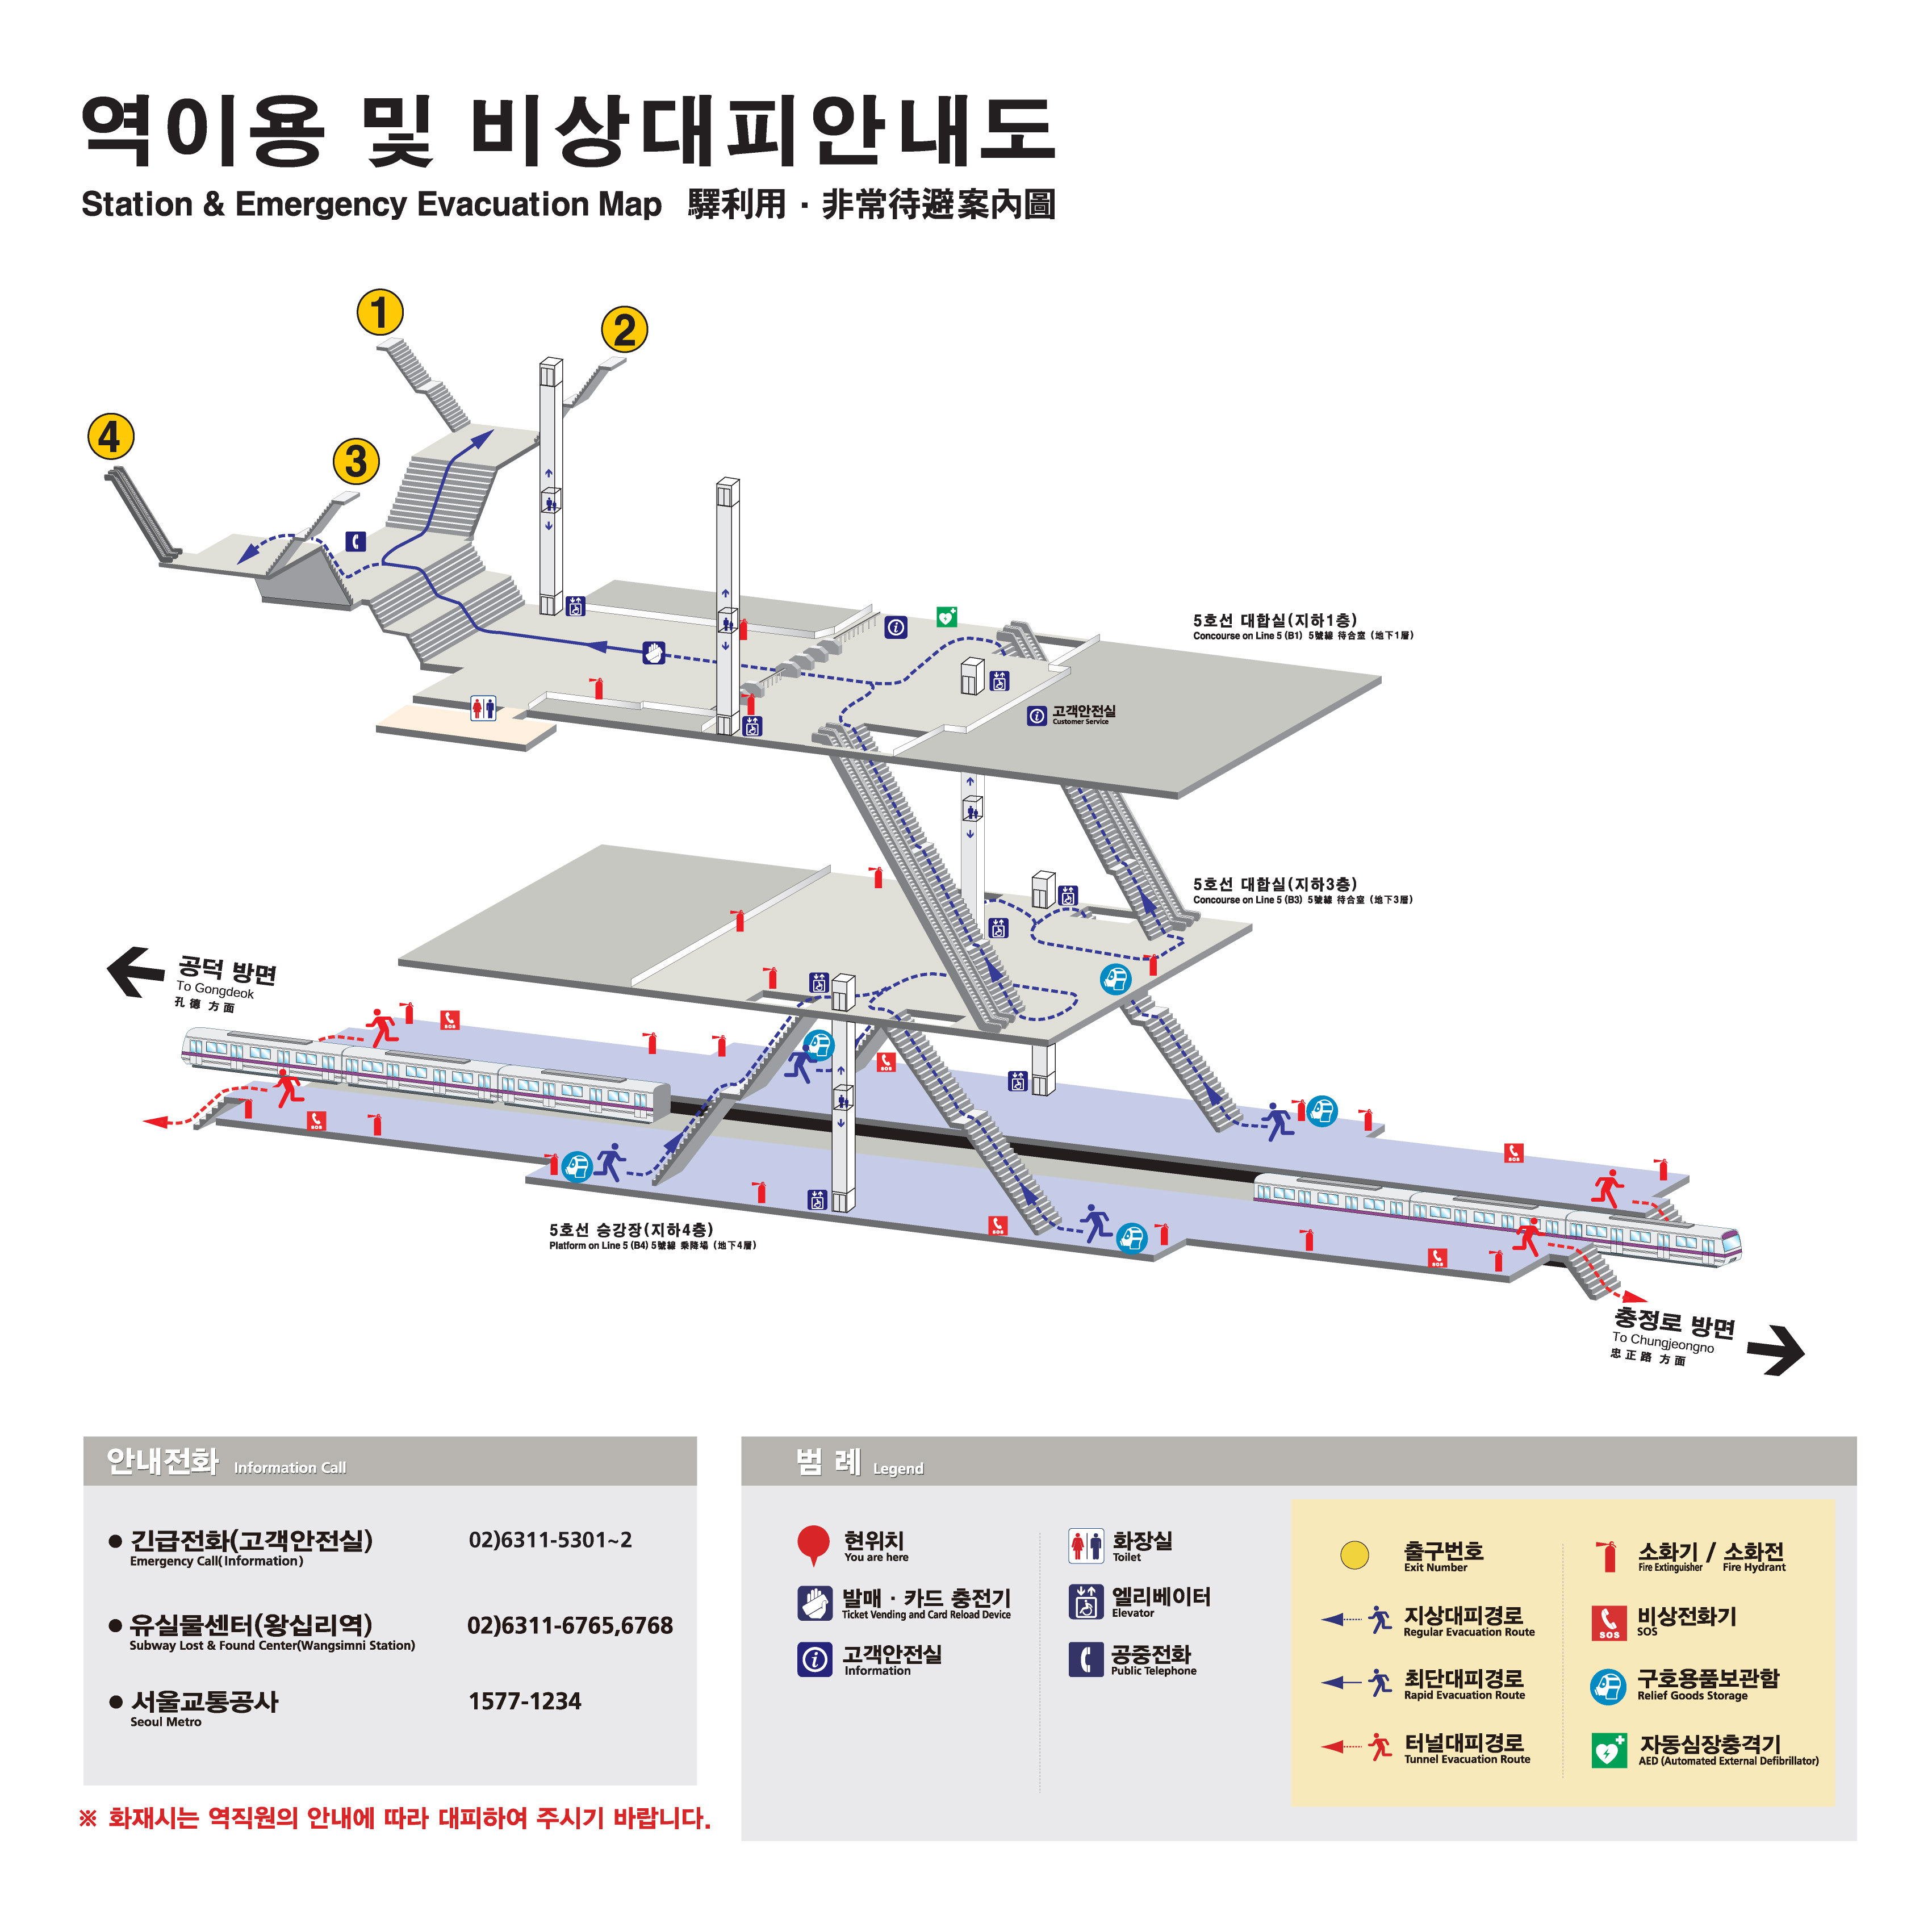 역이용 및 비상대피안내도
Station & Emergency Evacuation Map 驛利用 · 非常待避案內圖
1
2
4
3
5호선 대합실(지하1층)
Concourse on Line 5 (B1) 5號線 待合室 (地下1層)
고객안전실
Customer Service
5호선 대합실(지하3층)
Concourse on Line 5 (B3) 5號線 待合室 (地下3層)
공덕 방면
To Gongdeok
孔德 方面
SOS
SOS
SOS
SOS
SOS
SOS
5호선 승강장(지하4층)
Platform on Line 5 (B4) 5號線 乘降場 (地下4層)
충정로 방면
To Chungjeongno
忠正路 方面
안내전화 Information Call
● 긴급전화(고객안전실) 02)6311-5301~2
Emergency Call(Information)
● 유실물센터(왕십리역) 02)6311-6765,6768
Subway Lost & Found Center(Wangsimni Station)
● 서울교통공사 1577-1234
Seoul Metro
※ 화재시는 역직원의 안내에 따라 대피하여 주시기 바랍니다.
범 례 Legend
현위치
You are here
발매 · 카드 충전기
Ticket Vending and Card Reload Device
고객안전실
Information
화장실
Toilet
엘리베이터
Elevator
공중전화
Public Telephone
출구번호
Exit Number
지상대피경로
Regular Evacuation Route
최단대피경로
Rapid Evacuation Route
터널대피경로
Tunnel Evacuation Route
소화기 / 소화전
Fire Extinguisher Fire Hydrant
SOS
비상전화기
SOS
구호용품보관함
Relief Goods Storage
자동심장충격기
AED (Automated External Defibrillator)